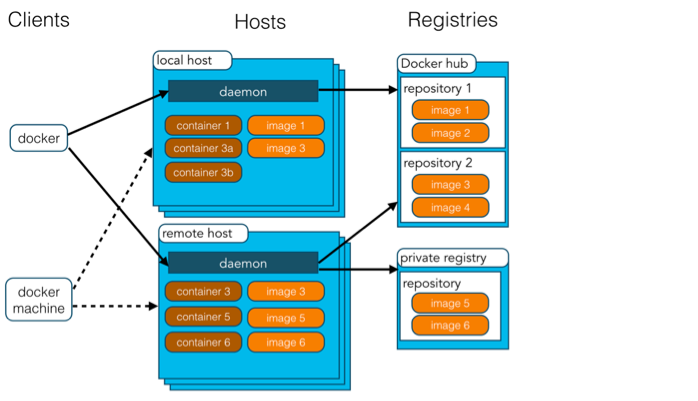 Clients
Hosts
Registries
docker
docker
machine
local host
daemon
container 1
image 1
container 3a
image 3
container 3b
remote host
daemon
container 3
image 3
container 5
image 5
container 6
image 6
Docker hub
repository 1
image 1
image 2
repository 2
image 3
image 4
private registry
repository
image 5
image 6